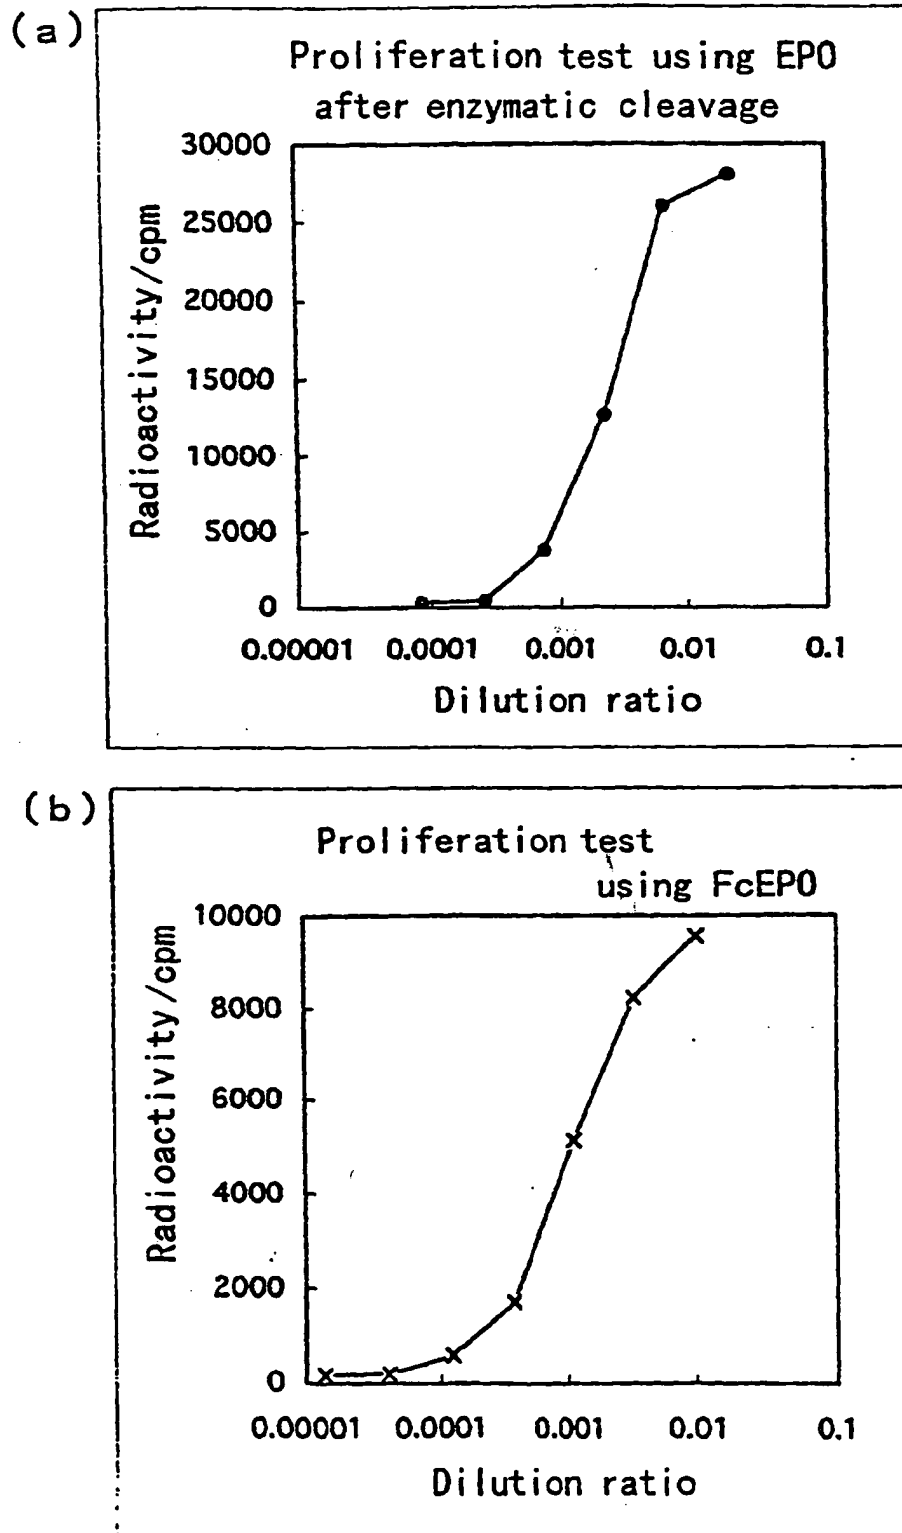 (a)
Proliferation test using EPO
after enzymatic cleavage
30000
25000
20000
15000
10000
5000
0
Radioactivity/cpm
0.00001 0.0001 0.001 0.01 0.1
Dilution ratio
(b)
Proliferation test
using FcEPO
10000
8000
6000
4000
2000
0
Radioactivity/cpm
0.00001 0.0001 0.001 0.01 0.1
Dilution ratio